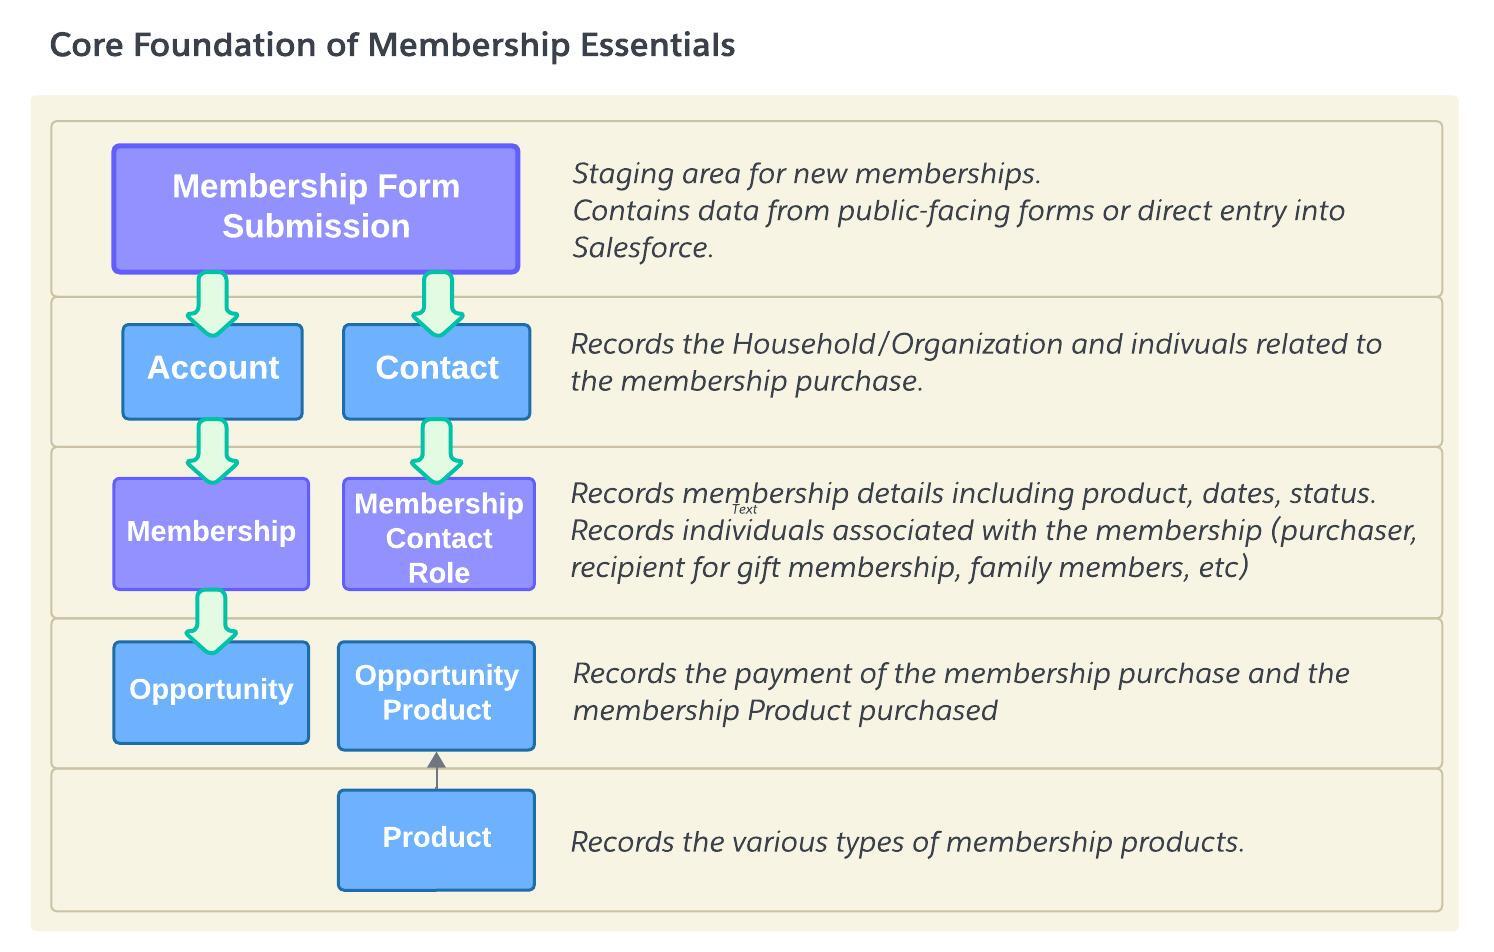 Core Foundation of Membership Essentials
Membership Form
Submission
Staging area for new memberships.
Contains data from public-facing forms or direct entry into
Salesforce.
Account
Contact
Records the Household/Organization and indivuals related to
the membership purchase.
Membership
Membership
Contact
Role
Records membership details including product, dates, status.
Text
Records individuals associated with the membership (purchaser,
recipient for gift membership, family members, etc)
Opportunity
Opportunity
Product
Records the payment of the membership purchase and the
membership Product purchased
Product
Records the various types of membership products.